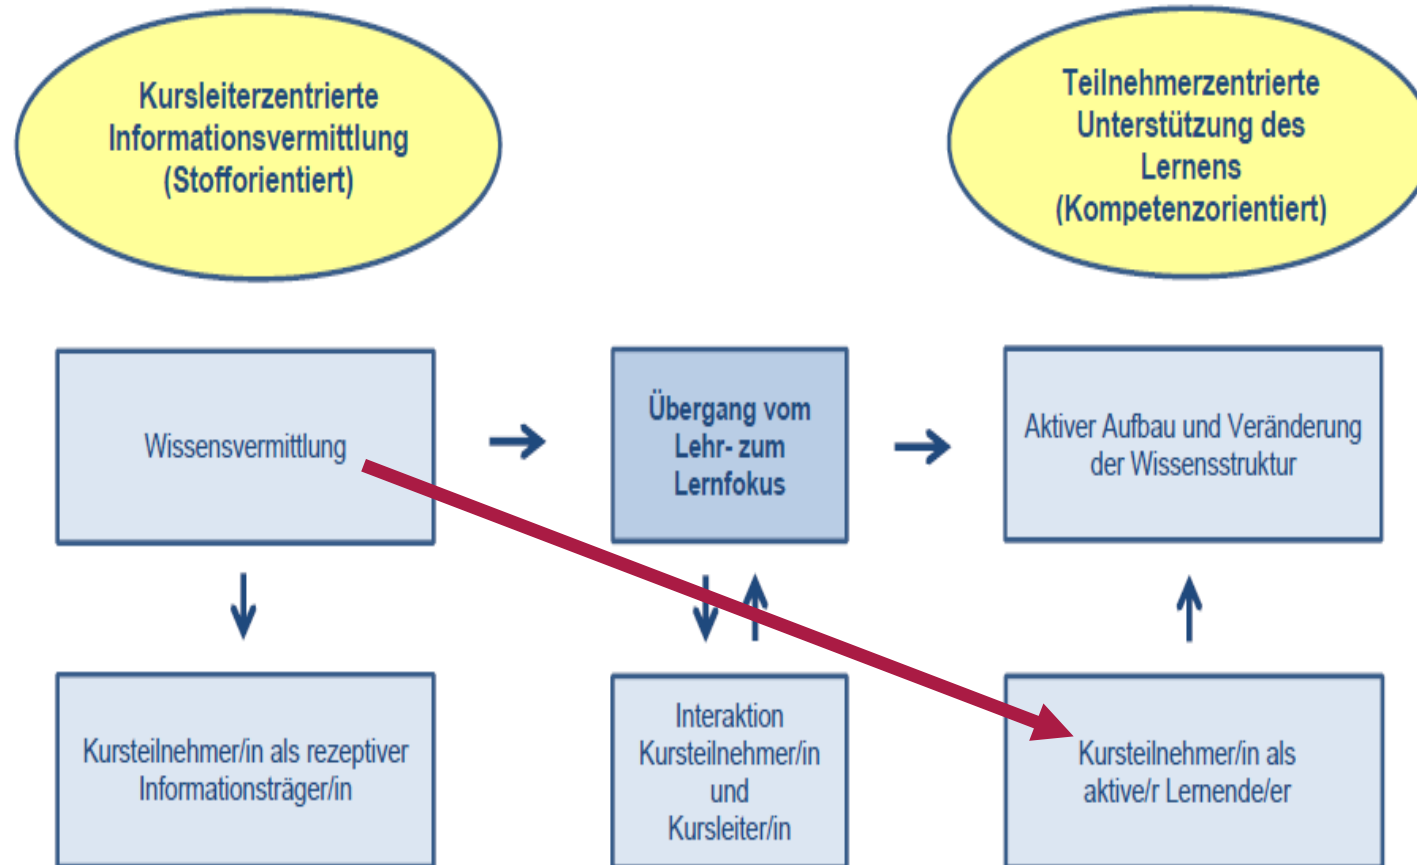 Kursleiterzentrierte
Informationsvermittlung
(Stofforientiert)
Teilnehmerzentrierte
Unterstützung des
Lernens
(Kompetenzorientiert)
Wissensvermittlung
Übergang vom
Lehr- zum
Lernfokus
Aktiver Aufbau und Veränderung
der Wissensstruktur
Kursteilnehmer/in als rezeptiver
Informationsträger/in
Interaktion
Kursteilnehmer/in
und
Kursleiter/in
Kursteilnehmer/in als
aktive/r Lernende/er